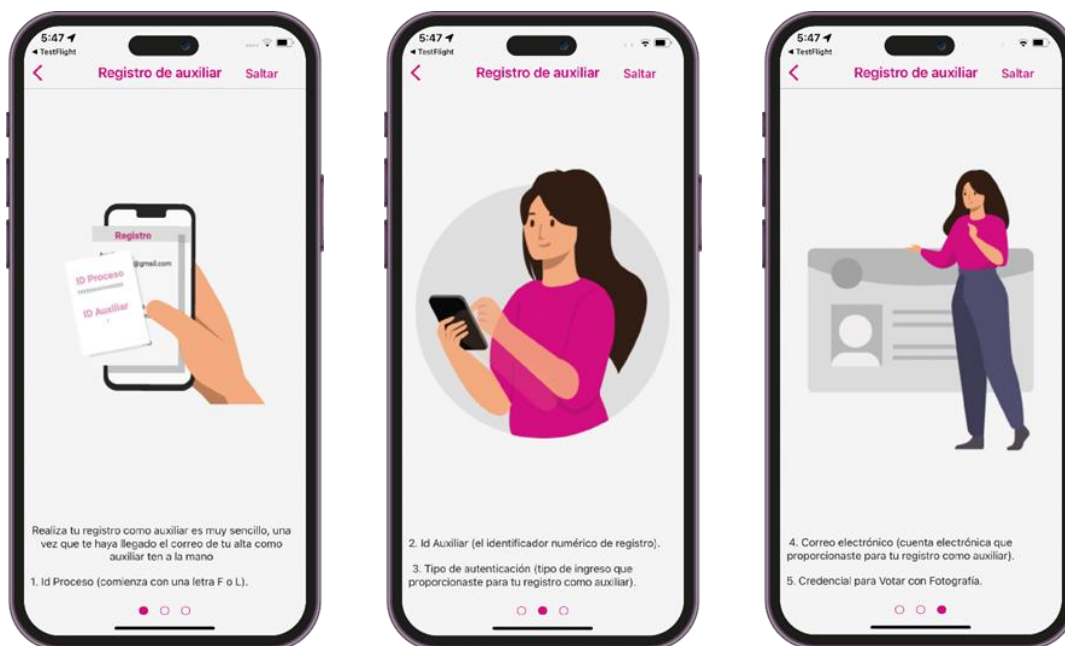 5:47
◄ TestFlight
Registro de auxiliar
Saltar
Registro
@gmail.com
ID Proceso
ID Auxiliar
Realiza tu registro como auxiliar es muy sencillo, una
vez que te haya llegado el correo de tu alta como
auxiliar ten a la mano
1. Id Proceso (comienza con una letra F o L).
5:47
◄ TestFlight
Registro de auxiliar
Saltar
2. Id Auxiliar (el identificador numérico de registro).
3. Tipo de autenticación (tipo de ingreso que
proporcionaste para tu registro como auxiliar).
5:47
◄ TestFlight
Registro de auxiliar
Saltar
4. Correo electrónico (cuenta electrónica que
proporcionaste para tu registro como auxiliar).
5. Credencial para Votar con Fotografía.